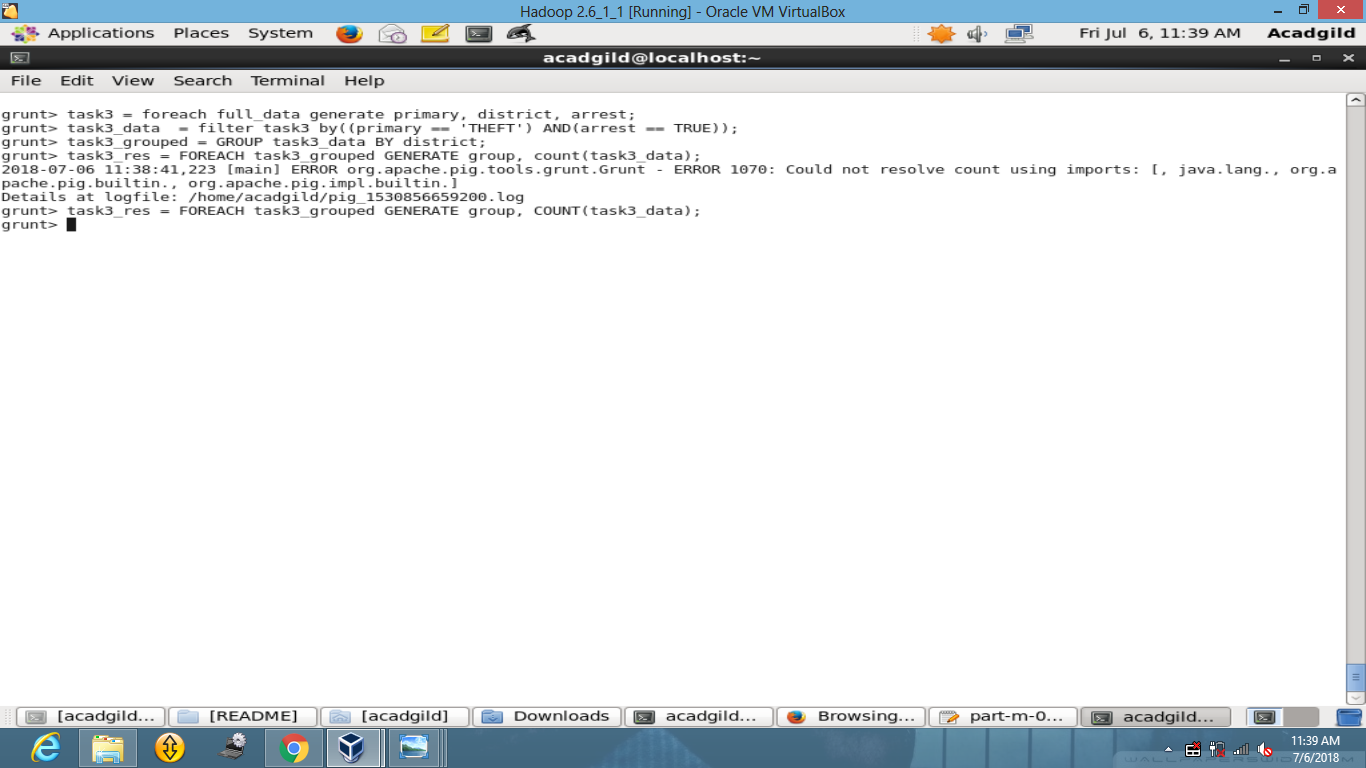 Hadoop 2.6_1_1 [Running] - Oracle VM VirtualBox
Applications Places System Fri Jul 6, 11:39 AM Acadgild
acadgild@localhost:~
File Edit View Search Terminal Help
grunt> task3 = foreach full_data generate primary, district, arrest;
grunt> task3_data  = filter task3 by((primary == 'THEFT') AND(arrest == TRUE));
grunt> task3_grouped = GROUP task3_data BY district;
grunt> task3_res = FOREACH task3_grouped GENERATE group, count(task3_data);
2018-07-06 11:38:41,223 [main] ERROR org.apache.pig.tools.grunt.Grunt - ERROR 1070: Could not resolve count using imports: [, java.lang., org.a
pache.pig.builtin., org.apache.pig.impl.builtin.]
Details at logfile: /home/acadgild/pig_1530856659200.log
grunt> task3_res = FOREACH task3_grouped GENERATE group, COUNT(task3_data);
grunt>
[acadgild... [README] [acadgild] Downloads acadgild... Browsing... part-m-0... acadgild...
11:39 AM
7/6/2018